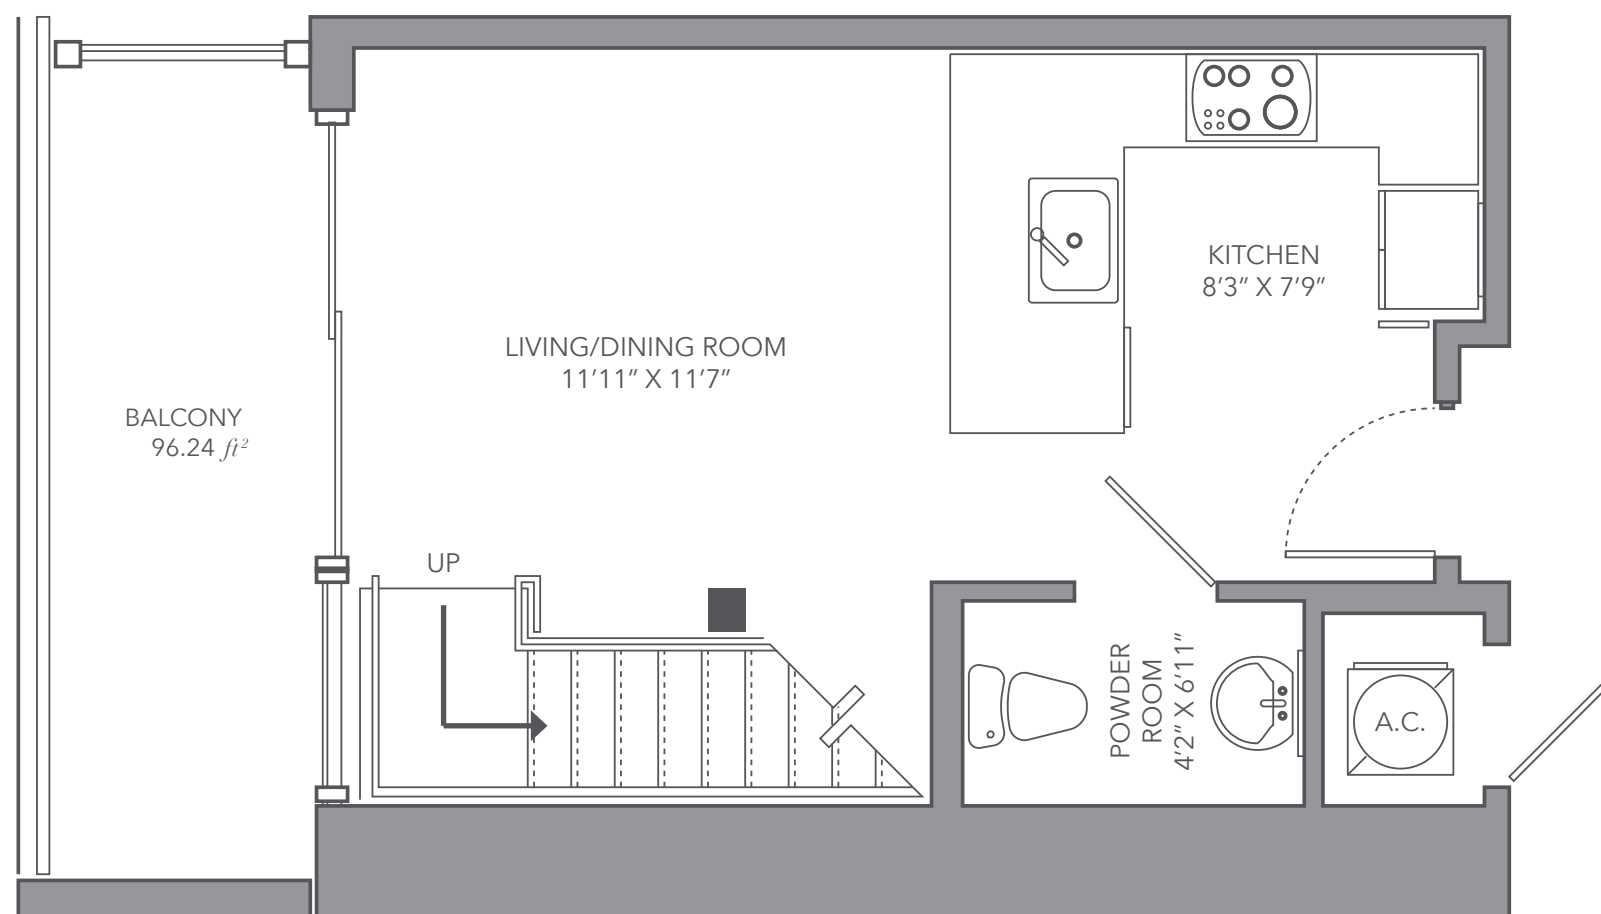 KITCHEN
8’3” X 7’9”
LIVING/DINING ROOM
11’11” X 11’7”
BALCONY
96.24 ft²
UP
POWDER
ROOM
4’2” X 6’11”
A.C.